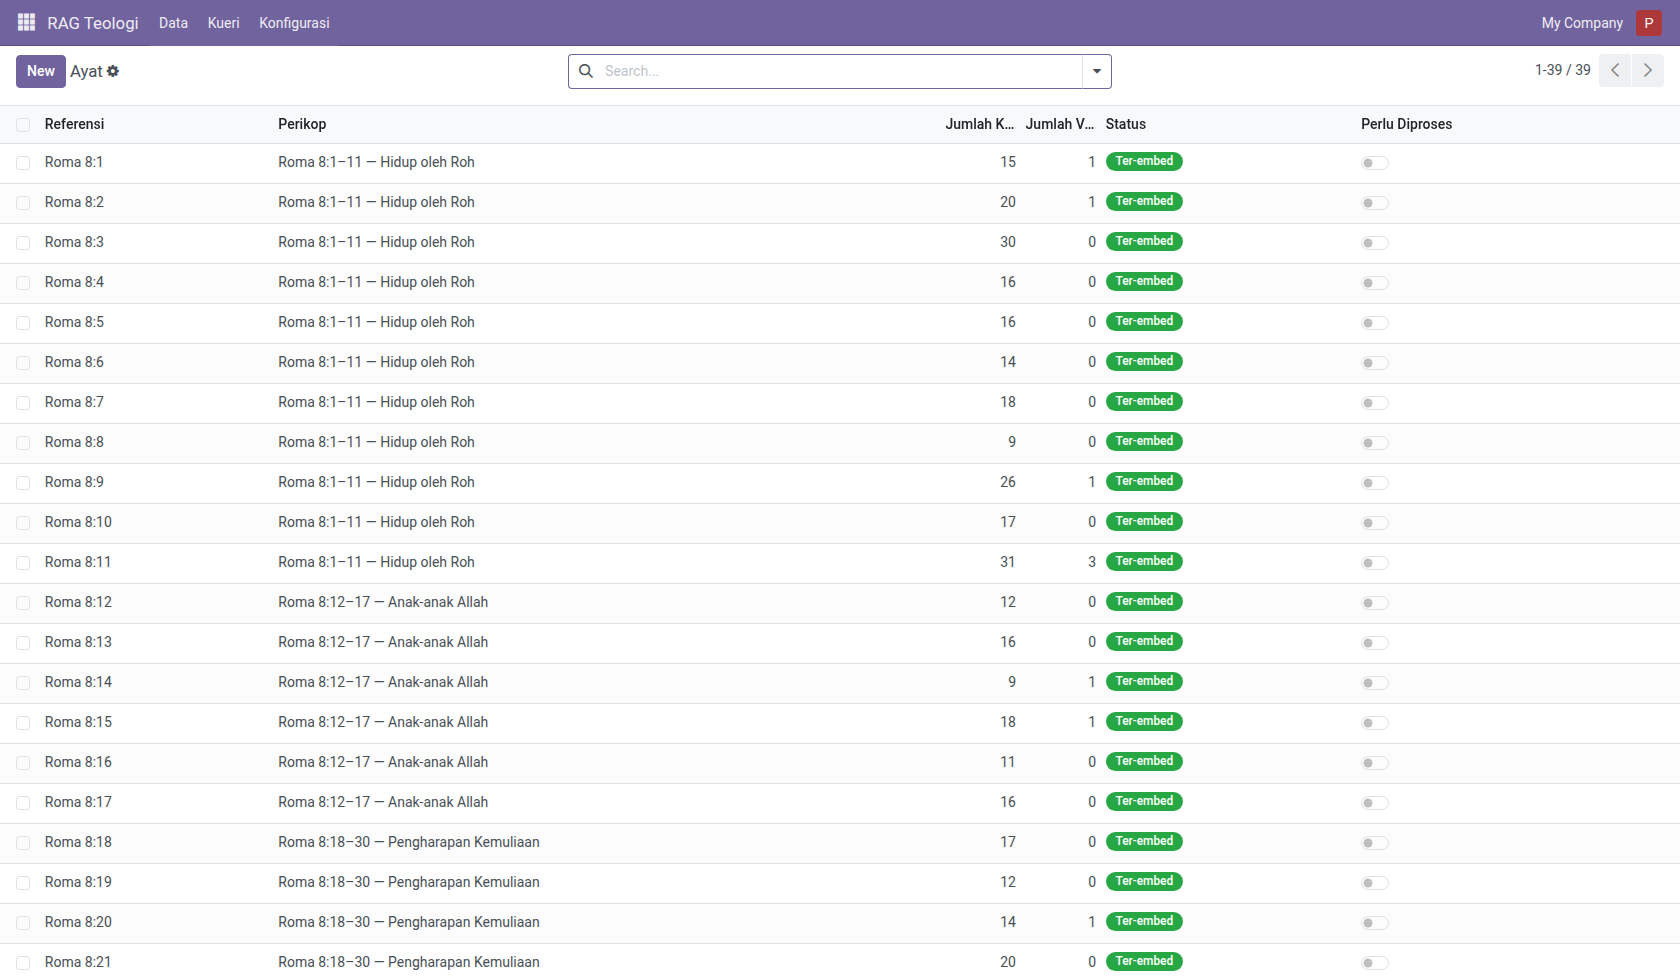 RAG Teologi Data Kueri Konfigurasi My Company P
New Ayat Search... 1-39 / 39
Referensi Perikop Jumlah K... Jumlah V... Status Perlu Diproses
Roma 8:1 Roma 8:1–11 — Hidup oleh Roh 15 1 Ter-embed
Roma 8:2 Roma 8:1–11 — Hidup oleh Roh 20 1 Ter-embed
Roma 8:3 Roma 8:1–11 — Hidup oleh Roh 30 0 Ter-embed
Roma 8:4 Roma 8:1–11 — Hidup oleh Roh 16 0 Ter-embed
Roma 8:5 Roma 8:1–11 — Hidup oleh Roh 16 0 Ter-embed
Roma 8:6 Roma 8:1–11 — Hidup oleh Roh 14 0 Ter-embed
Roma 8:7 Roma 8:1–11 — Hidup oleh Roh 18 0 Ter-embed
Roma 8:8 Roma 8:1–11 — Hidup oleh Roh 9 0 Ter-embed
Roma 8:9 Roma 8:1–11 — Hidup oleh Roh 26 1 Ter-embed
Roma 8:10 Roma 8:1–11 — Hidup oleh Roh 17 0 Ter-embed
Roma 8:11 Roma 8:1–11 — Hidup oleh Roh 31 3 Ter-embed
Roma 8:12 Roma 8:12–17 — Anak-anak Allah 12 0 Ter-embed
Roma 8:13 Roma 8:12–17 — Anak-anak Allah 16 0 Ter-embed
Roma 8:14 Roma 8:12–17 — Anak-anak Allah 9 1 Ter-embed
Roma 8:15 Roma 8:12–17 — Anak-anak Allah 18 1 Ter-embed
Roma 8:16 Roma 8:12–17 — Anak-anak Allah 11 0 Ter-embed
Roma 8:17 Roma 8:12–17 — Anak-anak Allah 16 0 Ter-embed
Roma 8:18 Roma 8:18–30 — Pengharapan Kemuliaan 17 0 Ter-embed
Roma 8:19 Roma 8:18–30 — Pengharapan Kemuliaan 12 0 Ter-embed
Roma 8:20 Roma 8:18–30 — Pengharapan Kemuliaan 14 1 Ter-embed
Roma 8:21 Roma 8:18–30 — Pengharapan Kemuliaan 20 0 Ter-embed